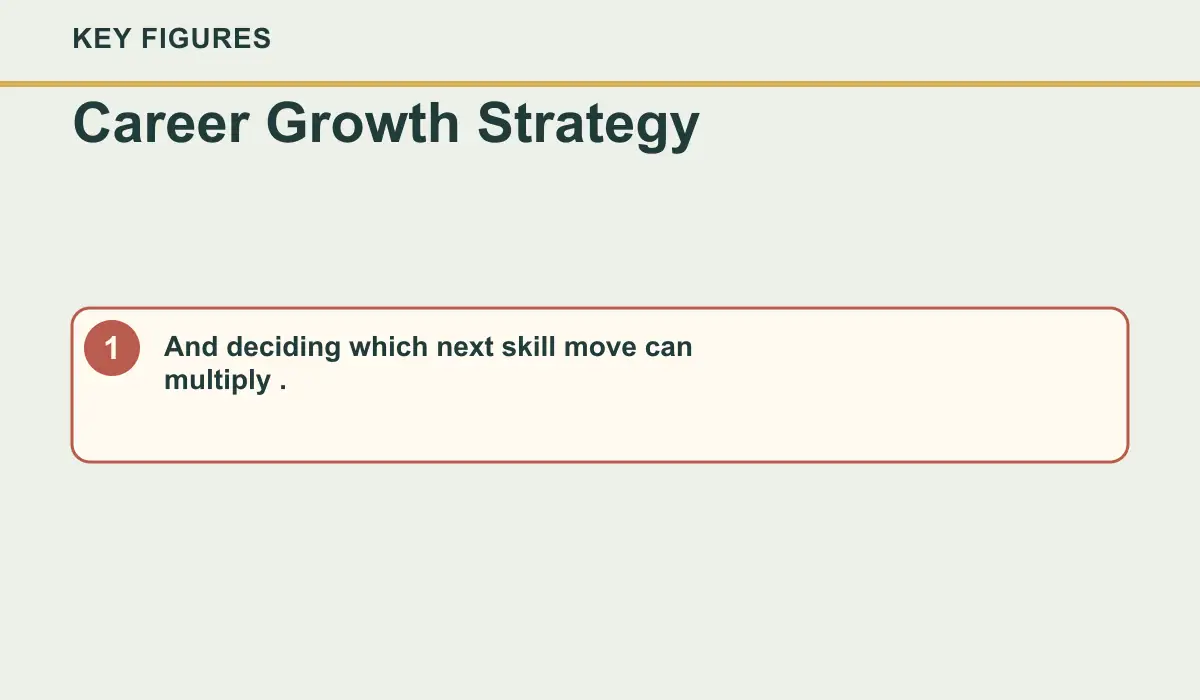 KEY FIGURES
Career Growth Strategy
1
And deciding which next skill move can
multiply .